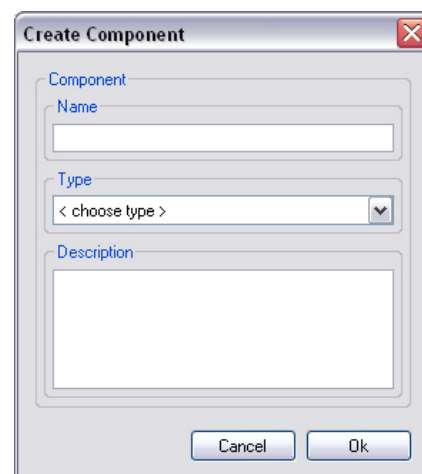 Create Component
Component
Name
Type
< choose type >
Description
Cancel Ok